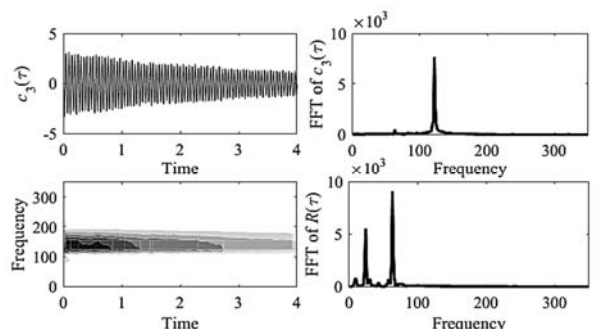 5
0
-5
c₃(τ)
0 1 2 3 4
Time
×10³
10
5
0
FFT of c₃(τ)
0 100 200 300
Frequency
300
200
100
0
Frequency
0 1 2 3 4
Time
×10³
10
5
0
FFT of R(τ)
0 100 200 300
Frequency